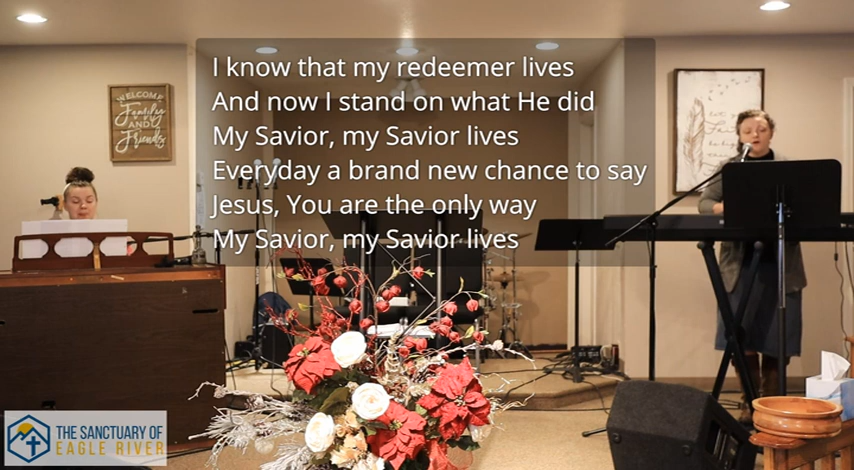 I know that my redeemer lives
And now I stand on what He did
My Savior, my Savior lives
Everyday a brand new chance to say
Jesus, You are the only way
My Savior, my Savior lives
WELCOME
Family
AND
Friends
THE SANCTUARY OF
EAGLE RIVER